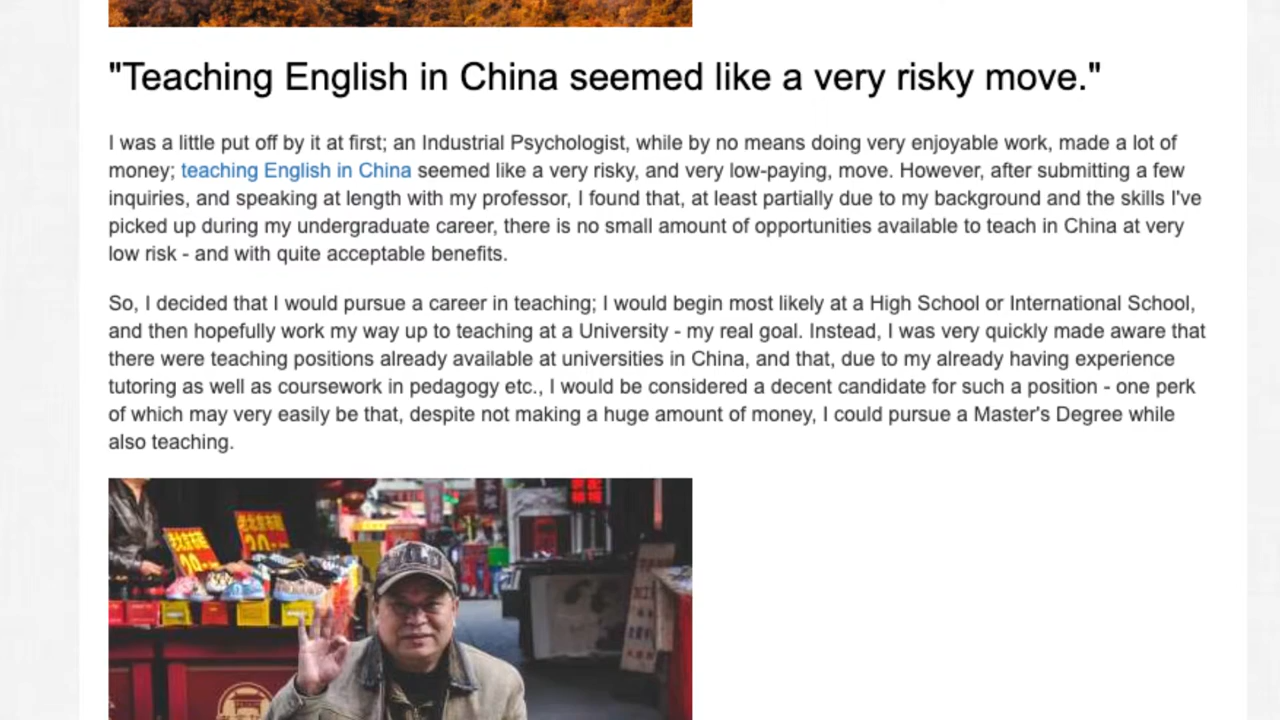 "Teaching English in China seemed like a very risky move."
I was a little put off by it at first; an Industrial Psychologist, while by no means doing very enjoyable work, made a lot of
money; teaching English in China seemed like a very risky, and very low-paying, move. However, after submitting a few
inquiries, and speaking at length with my professor, I found that, at least partially due to my background and the skills I've
picked up during my undergraduate career, there is no small amount of opportunities available to teach in China at very
low risk - and with quite acceptable benefits.
So, I decided that I would pursue a career in teaching; I would begin most likely at a High School or International School,
and then hopefully work my way up to teaching at a University - my real goal. Instead, I was very quickly made aware that
there were teaching positions already available at universities in China, and that, due to my already having experience
tutoring as well as coursework in pedagogy etc., I would be considered a decent candidate for such a position - one perk
of which may very easily be that, despite not making a huge amount of money, I could pursue a Master's Degree while
also teaching.